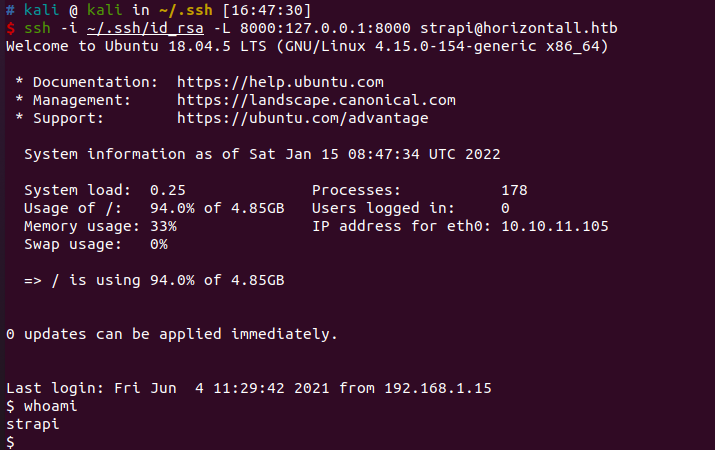 # kali @ kali in ~/.ssh [16:47:30]
$ ssh -i ~/.ssh/id_rsa -L 8000:127.0.0.1:8000 strapi@horizontall.htb
Welcome to Ubuntu 18.04.5 LTS (GNU/Linux 4.15.0-154-generic x86_64)

 * Documentation:  https://help.ubuntu.com
 * Management:     https://landscape.canonical.com
 * Support:        https://ubuntu.com/advantage

  System information as of Sat Jan 15 08:47:34 UTC 2022

  System load:  0.25               Processes:           178
  Usage of /:   94.0% of 4.85GB   Users logged in:     0
  Memory usage: 33%                IP address for eth0: 10.10.11.105
  Swap usage:   0%

  => / is using 94.0% of 4.85GB


0 updates can be applied immediately.


Last login: Fri Jun  4 11:29:42 2021 from 192.168.1.15
$ whoami
strapi
$